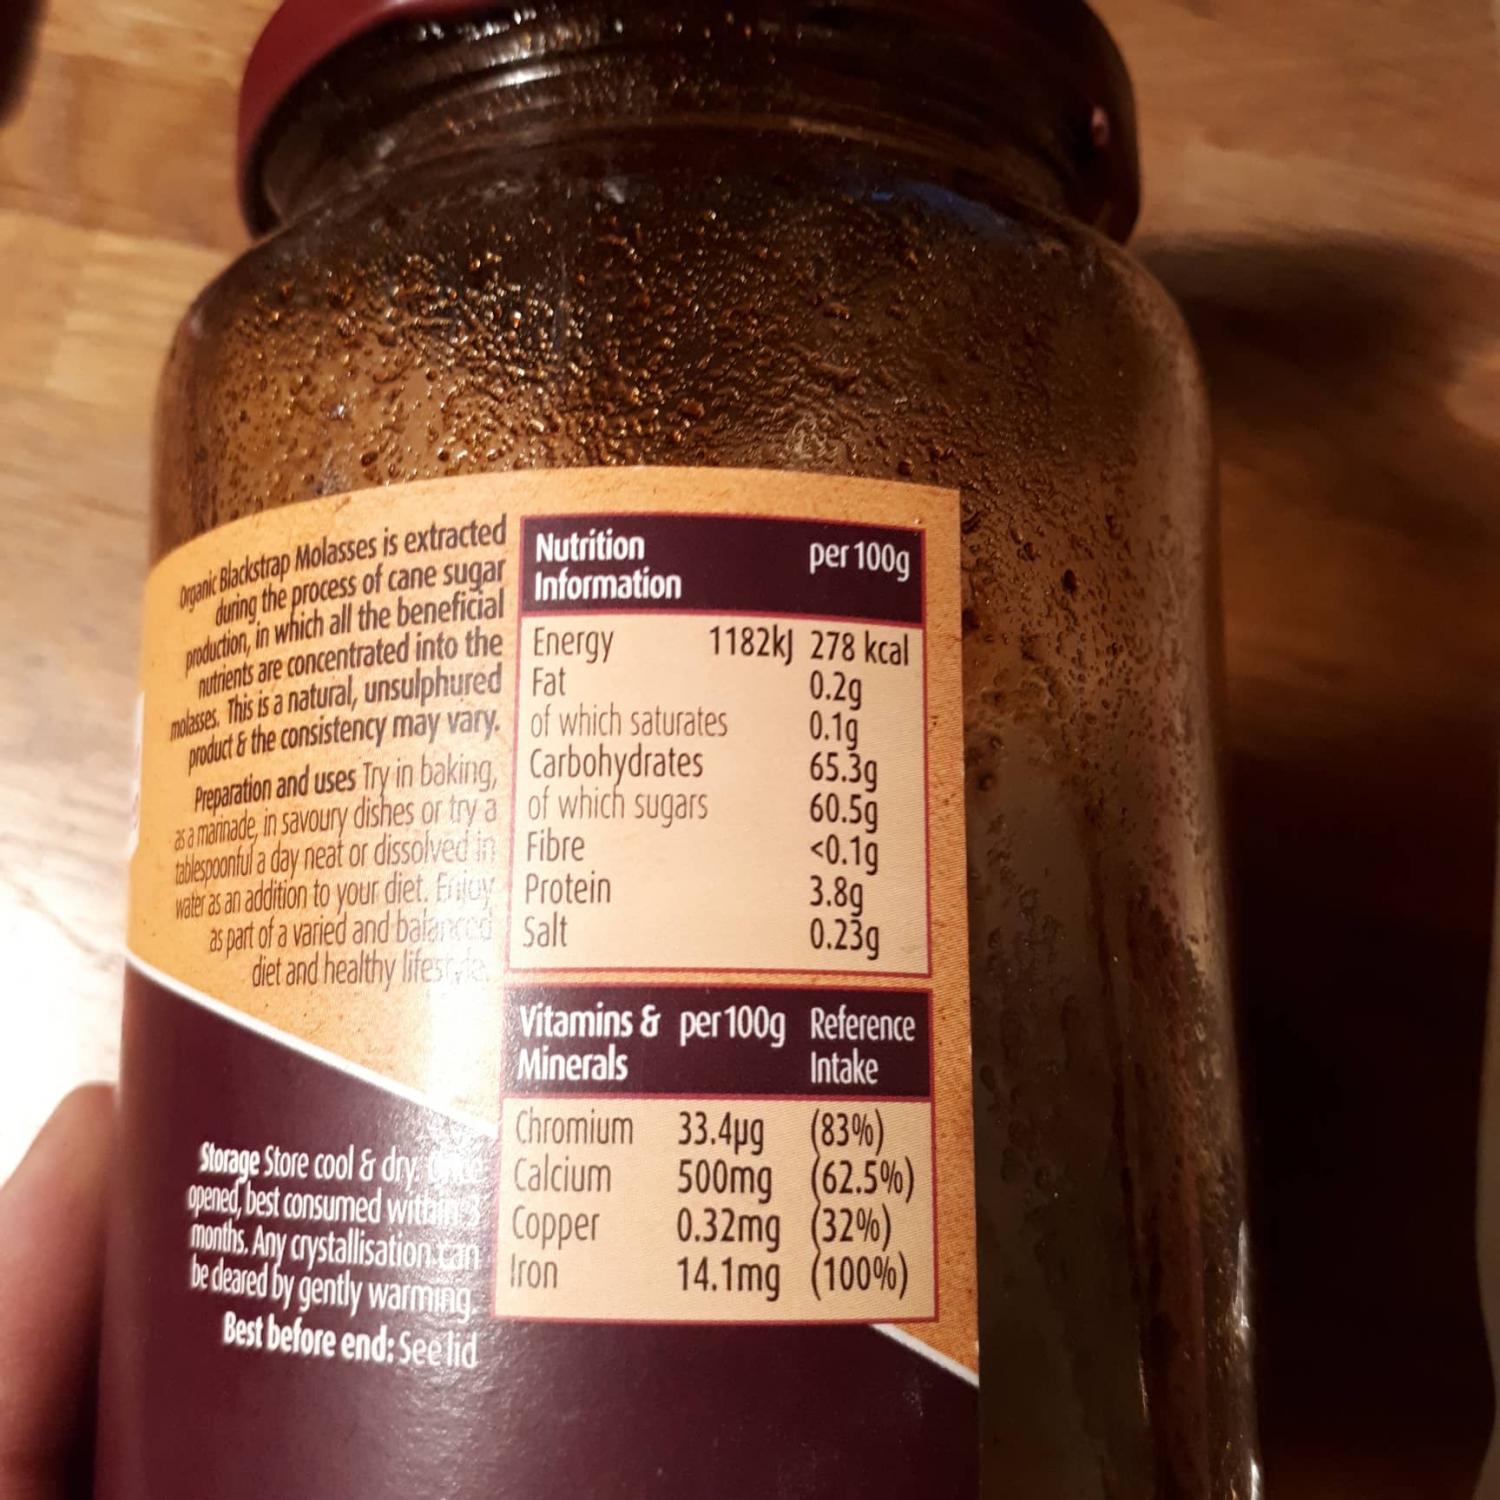 Organic Blackstrap Molasses is extracted
during the process of cane sugar
production, in which all the beneficial
nutrients are concentrated into the
molasses. This is a natural, unsulphured
product & the consistency may vary.
Preparation and uses Try in baking,
as a marinade, in savoury dishes or try a
tablespoonful a day neat or dissolved in
water as an addition to your diet. Enjoy
as part of a varied and balanced
diet and healthy lifestyle.
Storage Store cool & dry. Once
opened, best consumed within 3
months. Any crystallisation can
be cleared by gently warming.
Best before end: See lid
Nutrition Information per 100g
Energy 1182kJ 278 kcal
Fat 0.2g
of which saturates 0.1g
Carbohydrates 65.3g
of which sugars 60.5g
Fibre <0.1g
Protein 3.8g
Salt 0.23g
Vitamins & Minerals per 100g Reference Intake
Chromium 33.4µg (83%)
Calcium 500mg (62.5%)
Copper 0.32mg (32%)
Iron 14.1mg (100%)